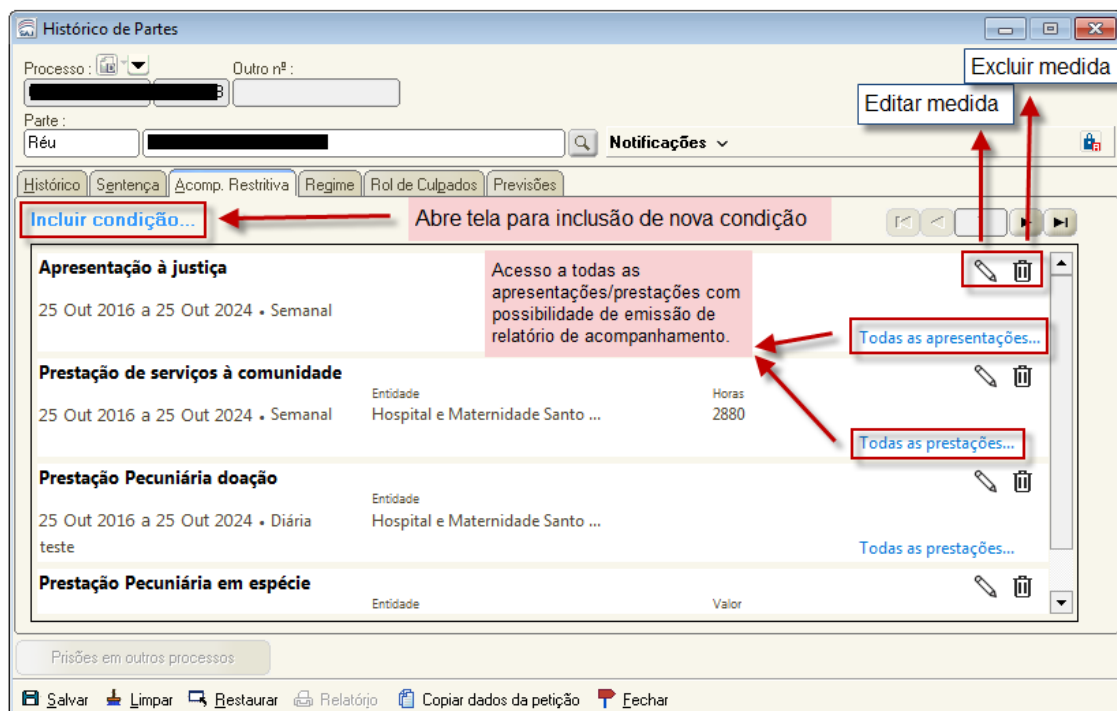 Histórico de Partes
Excluir medida
Editar medida
Processo :
Outro nº :
Parte :
Réu
Notificações
Histórico Sentença Acomp. Restritiva Regime Rol de Culpados Previsões
Incluir condição...
Abre tela para inclusão de nova condição
Apresentação à justiça
25 Out 2016 a 25 Out 2024 • Semanal
Acesso a todas as
apresentações/prestações com
possibilidade de emissão de
relatório de acompanhamento.
Todas as apresentações...
Prestação de serviços à comunidade
Entidade Horas
25 Out 2016 a 25 Out 2024 • Semanal Hospital e Maternidade Santo ... 2880
Todas as prestações...
Prestação Pecuniária doação
Entidade
25 Out 2016 a 25 Out 2024 • Diária Hospital e Maternidade Santo ...
teste
Todas as prestações...
Prestação Pecuniária em espécie
Entidade Valor
Prisões em outros processos
Salvar Limpar Restaurar Relatório Copiar dados da petição Fechar